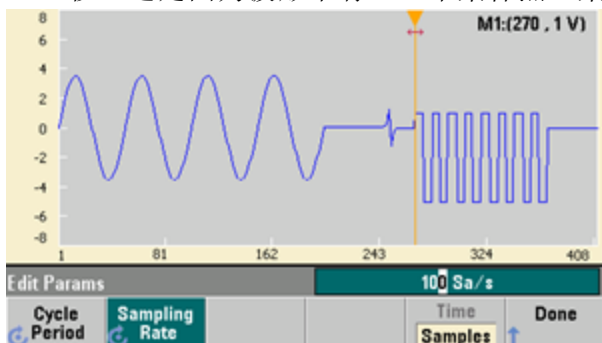 8
M1:(270 , 1 V)
6
4
2
0
-2
-4
-6
-8
1 81 162 243 324 408
Edit Params 100 Sa/s
Cycle Period
Sampling Rate
Time
Samples
Done